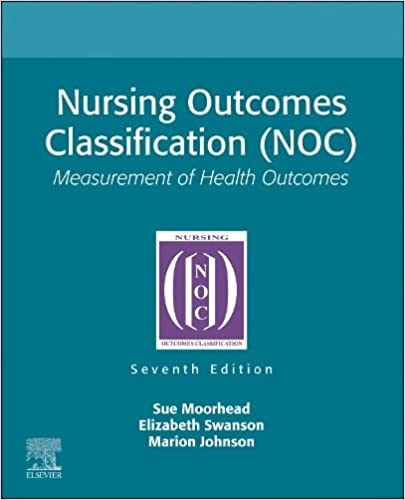 Nursing Outcomes
Classification (NOC)
Measurement of Health Outcomes
NURSING
NOC
OUTCOMES CLASSIFICATION
Seventh Edition
Sue Moorhead
Elizabeth Swanson
Marion Johnson
ELSEVIER